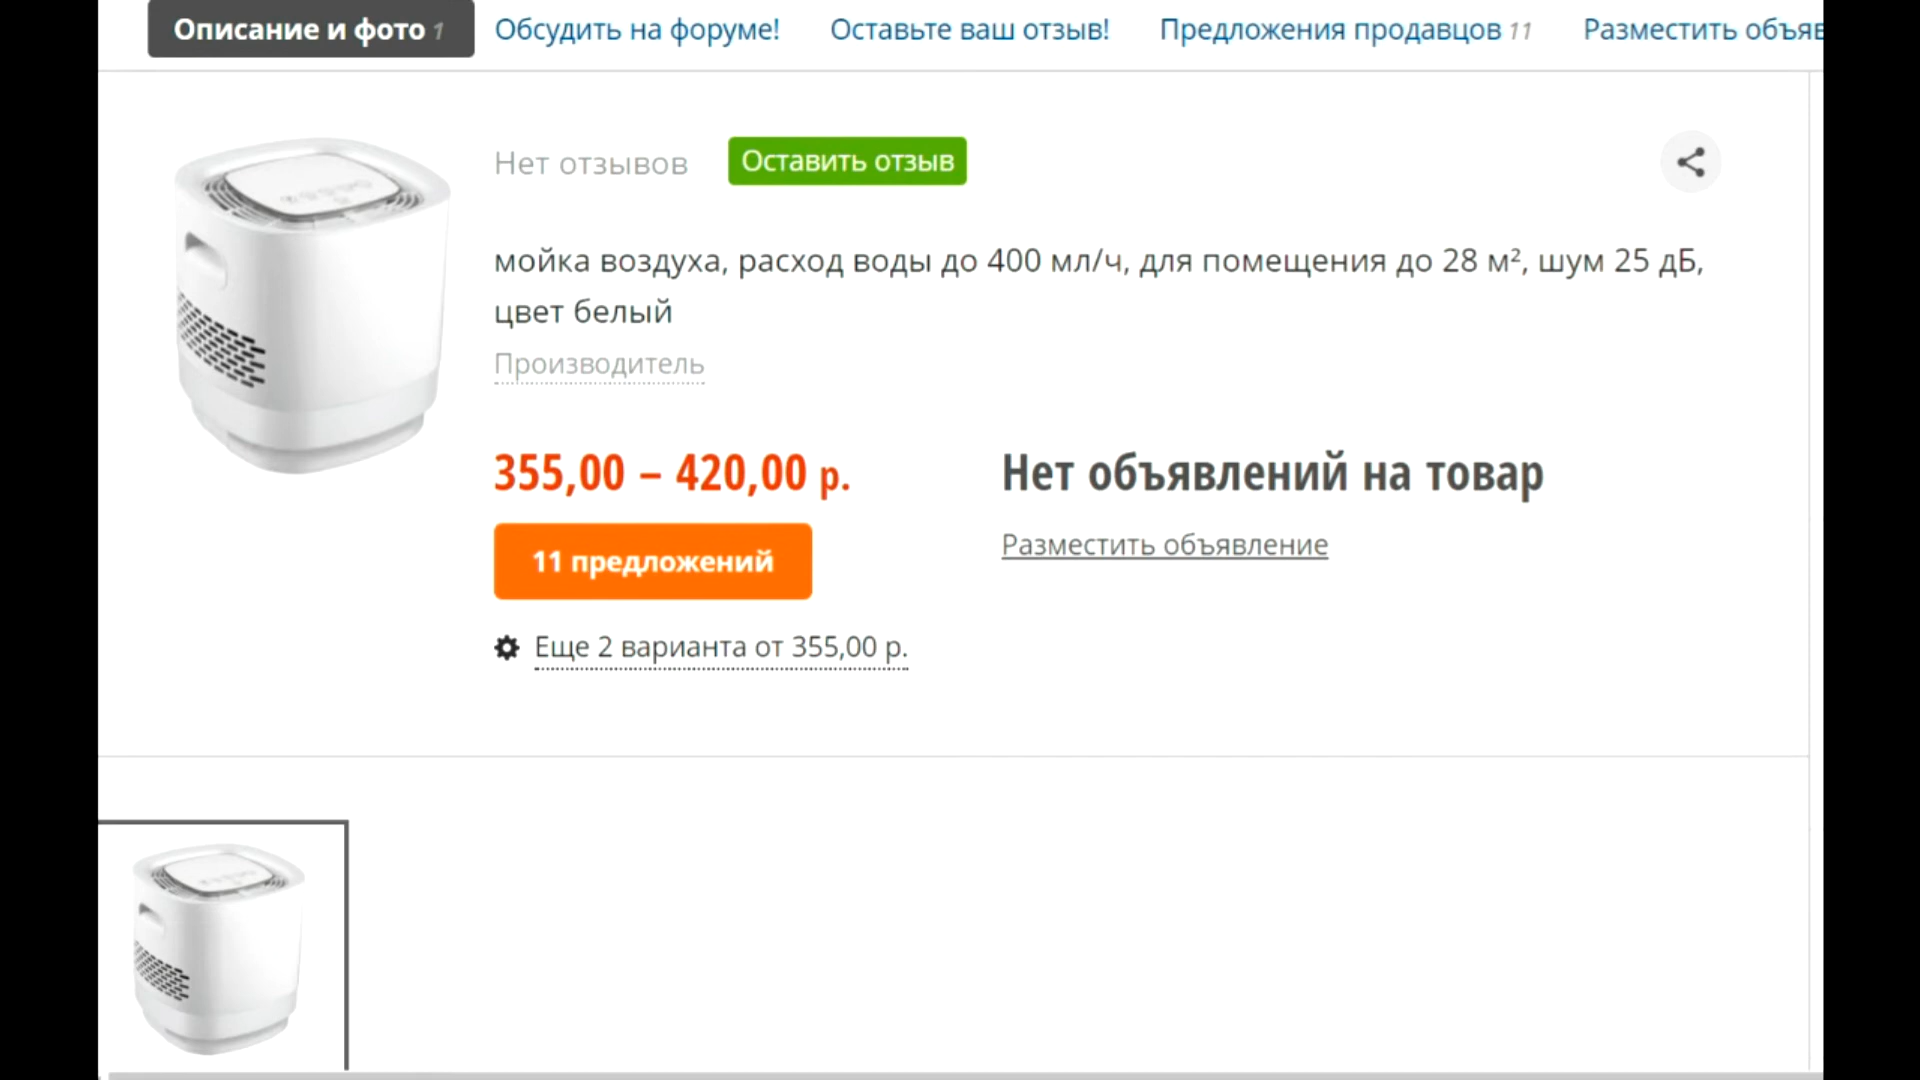 Описание и фото 1
Обсудить на форуме!
Оставьте ваш отзыв!
Предложения продавцов 11
Разместить объяв
Нет отзывов
Оставить отзыв
мойка воздуха, расход воды до 400 мл/ч, для помещения до 28 м², шум 25 дБ,
цвет белый
Производитель
355,00 – 420,00 р.
Нет объявлений на товар
11 предложений
Разместить объявление
Еще 2 варианта от 355,00 р.